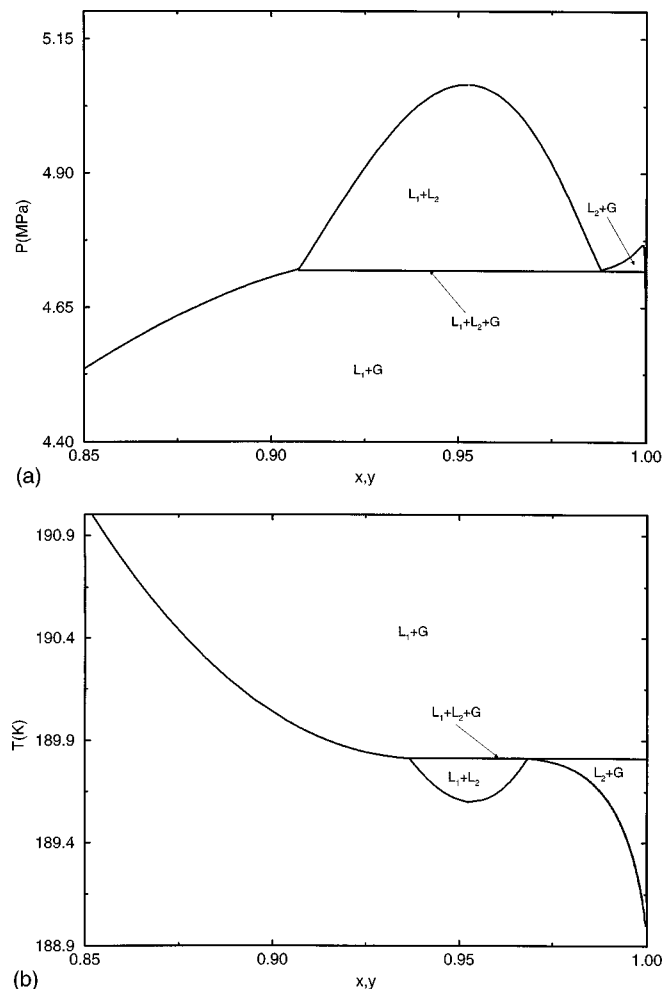 5.15
4.90
4.65
4.40
P(MPa)
L₁+L₂
L₂+G
L₁+L₂+G
L₁+G
0.85
0.90
0.95
1.00
x,y
(a)
190.9
190.4
189.9
189.4
188.9
T(K)
L₁+G
L₁+L₂+G
L₁+L₂
L₂+G
0.85
0.90
0.95
1.00
x,y
(b)